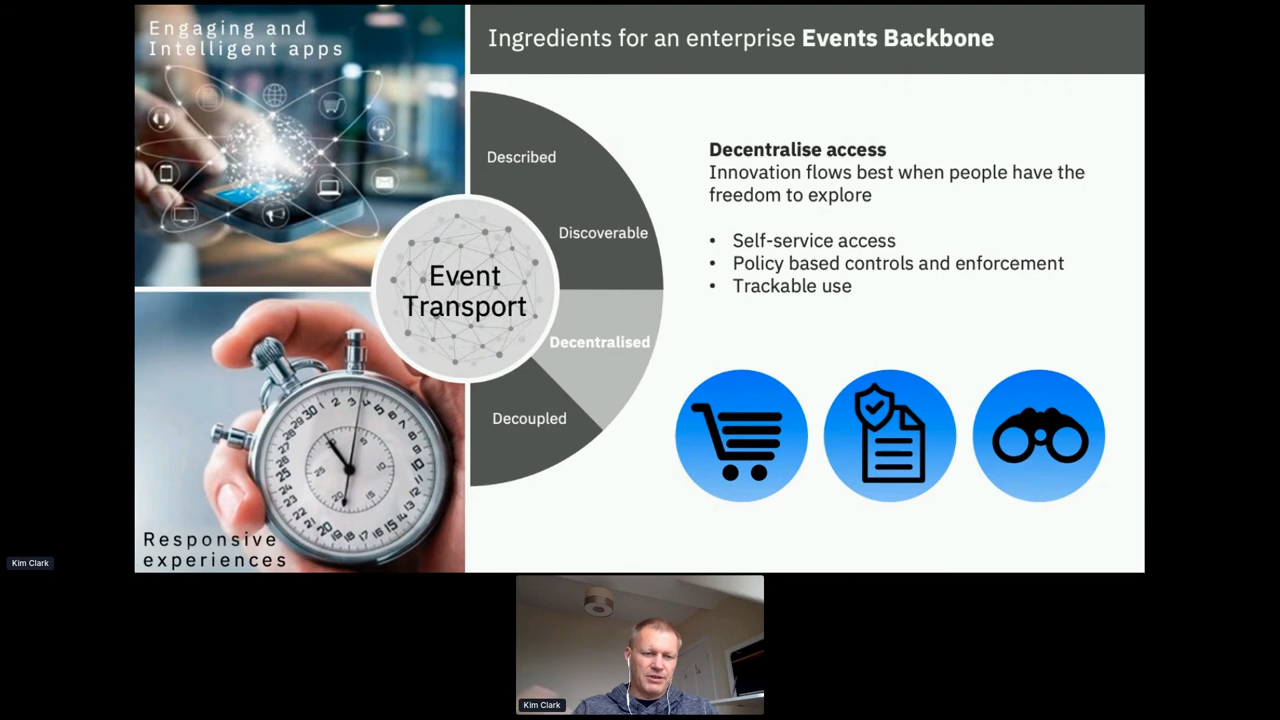 Engaging and
Intelligent apps
Ingredients for an enterprise Events Backbone
Described
Discoverable
Event
Transport
Decentralised
Decoupled
Decentralise access
Innovation flows best when people have the
freedom to explore
• Self-service access
• Policy based controls and enforcement
• Trackable use
Responsive
experiences
Kim Clark
Kim Clark